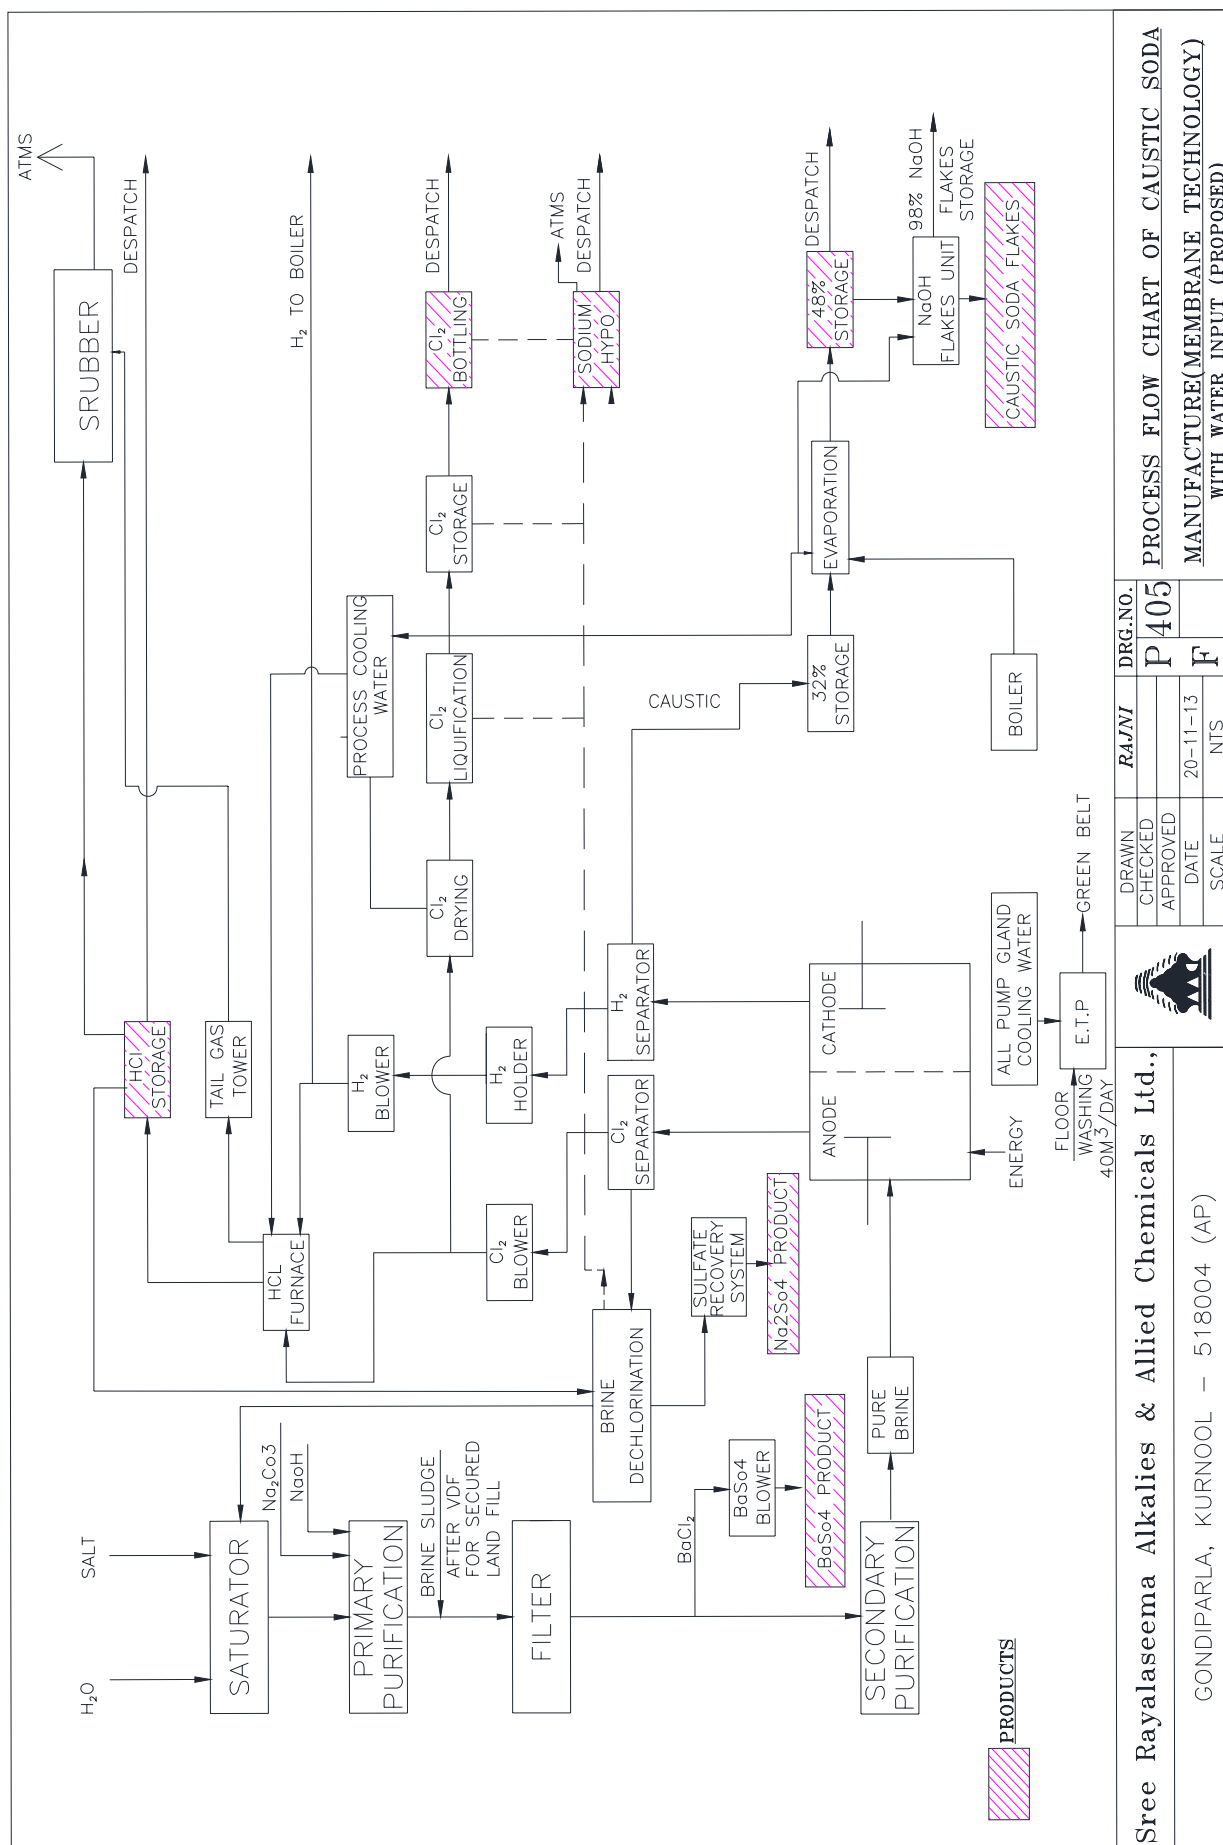 H₂O
SALT
SATURATOR
Na₂Co3
NaoH
PRIMARY
PURIFICATION
BRINE SLUDGE
AFTER VDF
FOR SECURED
LAND FILL
FILTER
BaCl₂
BaSo4
BLOWER
BaSo4 PRODUCT
SECONDARY
PURIFICATION
PURE
BRINE
BRINE
DECHLORINATION
SULFATE
RECOVERY
SYSTEM
Na2So4 PRODUCT
HCL
FURNACE
HCl
STORAGE
TAIL GAS
TOWER
SRUBBER
ATMS
DESPATCH
H₂ TO BOILER
H₂
BLOWER
H₂
HOLDER
Cl₂
BLOWER
Cl₂
SEPARATOR
H₂
SEPARATOR
ANODE
CATHODE
ENERGY
Cl₂
DRYING
PROCESS COOLING
WATER
Cl₂
LIQUIFICATION
Cl₂
STORAGE
Cl₂
BOTTLING
DESPATCH
SODIUM
HYPO
ATMS
DESPATCH
CAUSTIC
32%
STORAGE
BOILER
EVAPORATION
48%
STORAGE
DESPATCH
NaOH
FLAKES UNIT
98% NaOH
FLAKES
STORAGE
CAUSTIC SODA FLAKES
ALL PUMP GLAND
COOLING WATER
FLOOR
WASHING
40M³/DAY
E.T.P
GREEN BELT
PRODUCTS
Sree Rayalaseema Alkalies & Allied Chemicals Ltd.,
GONDIPARLA, KURNOOL – 518004 (AP)
DRAWN RAJNI
CHECKED
APPROVED
DATE 20-11-13
SCALE NTS
DRG.NO.
P 405
F
PROCESS FLOW CHART OF CAUSTIC SODA
MANUFACTURE(MEMBRANE TECHNOLOGY)
WITH WATER INPUT (PROPOSED)